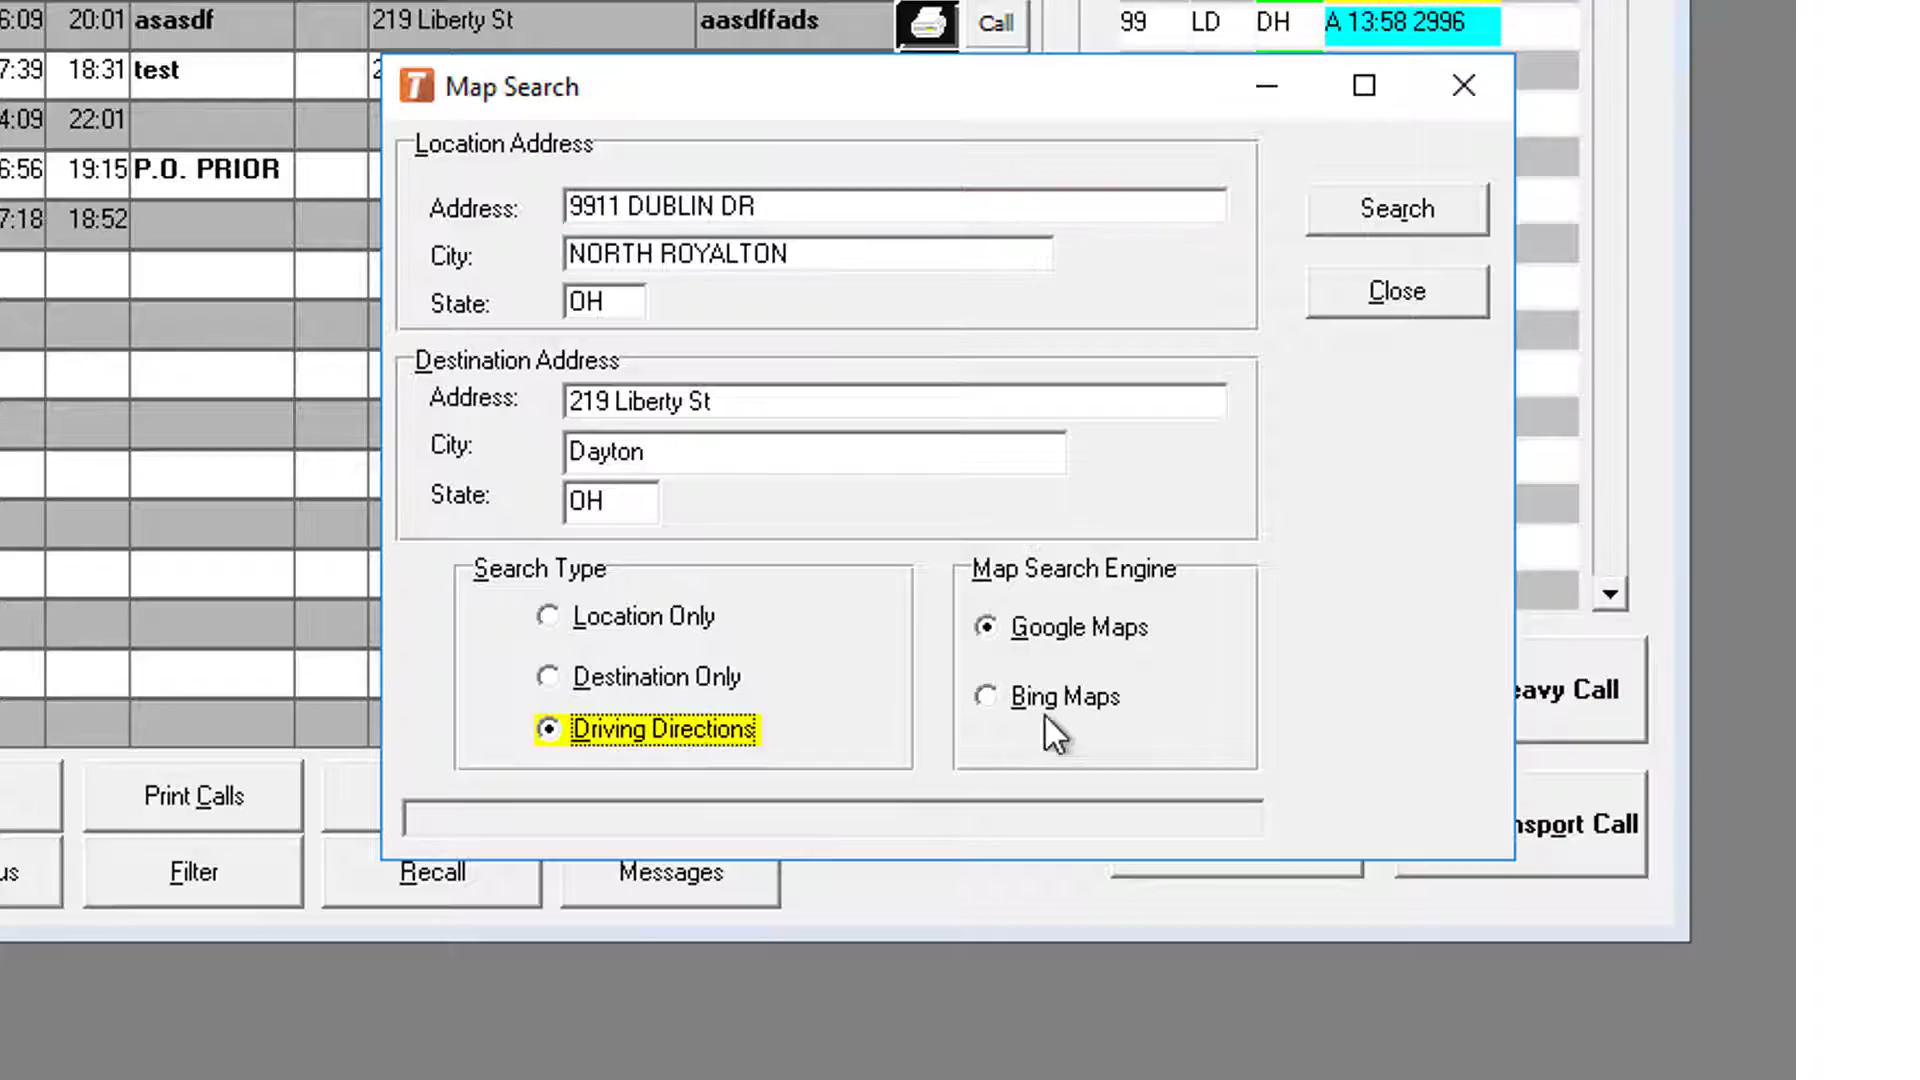 6:09 20:01 asasdf 219 Liberty St aasdffads Call 99 LD DH A 13:58 2996
7:39 18:31 test 2
Map Search
4:09 22:01
Location Address
6:56 19:15 P.O. PRIOR
Address: 9911 DUBLIN DR Search
7:18 18:52
City: NORTH ROYALTON
State: OH Close
Destination Address
Address: 219 Liberty St
City: Dayton
State: OH
Search Type Map Search Engine
Location Only Google Maps
Destination Only Bing Maps
Driving Directions
eavy Call
Print Calls nsport Call
us Filter Recall Messages